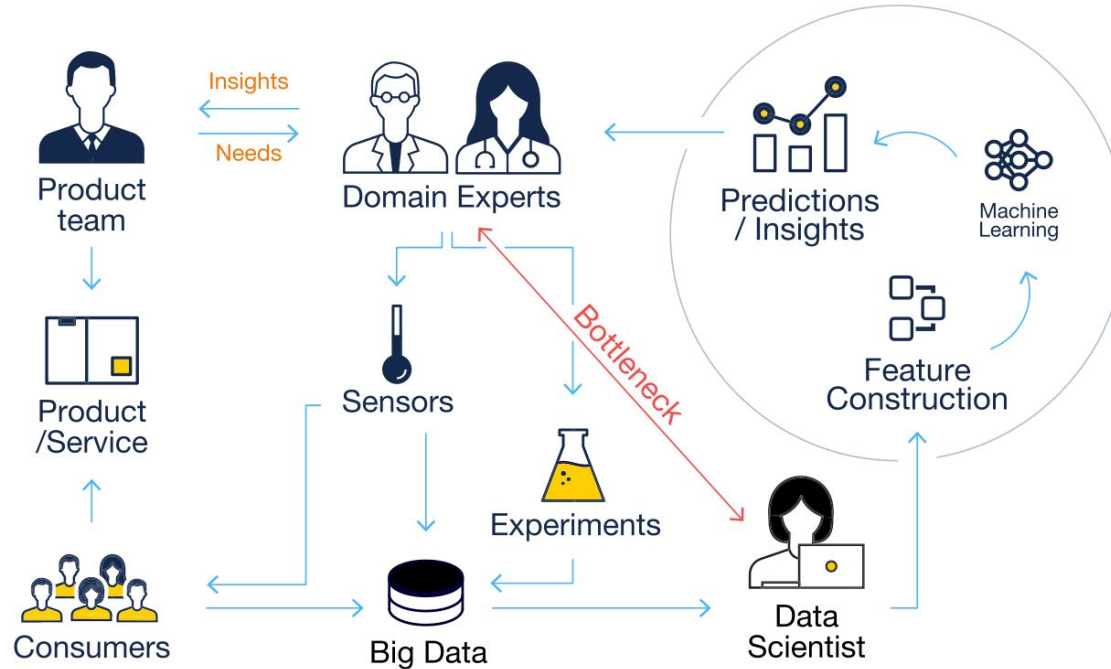 Insights
Needs
Product
team
Domain Experts
Predictions
/ Insights
Machine
Learning
Bottleneck
Feature
Construction
Product
/Service
Sensors
Experiments
Consumers
Big Data
Data
Scientist